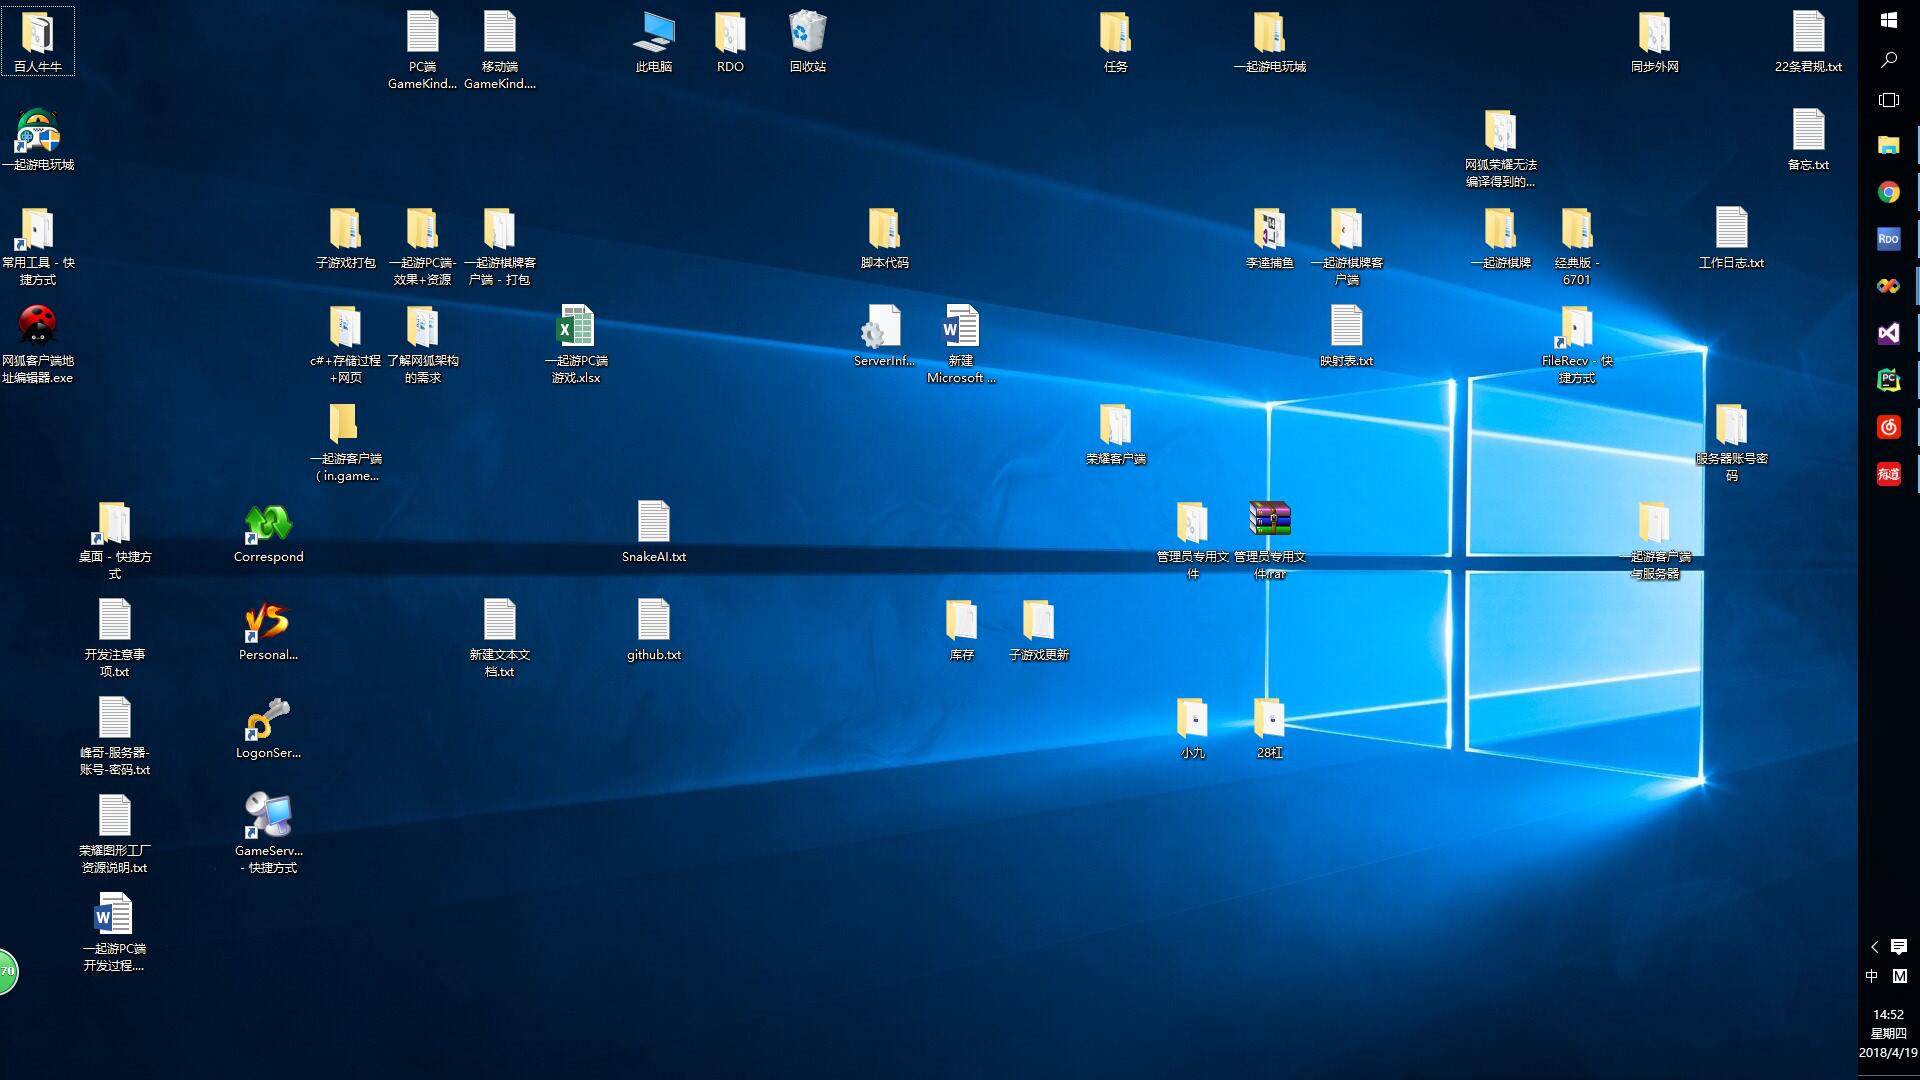 百人牛牛
PC端
GameKind...
移动端
GameKind....
此电脑
RDO
回收站
任务
一起游电玩城
同步外网
22条君规.txt
一起游电玩城
网狐荣耀无法
编译得到的...
备忘.txt
常用工具 - 快
捷方式
子游戏打包
一起游PC端-
效果+资源
一起游棋牌客
户端 - 打包
脚本代码
李逵捕鱼
一起游棋牌客
户端
一起游棋牌
经典版 -
6701
工作日志.txt
网狐客户端地
址编辑器.exe
c#+存储过程
+网页
了解网狐架构
的需求
一起游PC端
游戏.xlsx
ServerInf...
新建
Microsoft ...
映射表.txt
FileRecv - 快
捷方式
一起游客户端
( in.game...
荣耀客户端
服务器账号密
码
桌面 - 快捷方
式
Correspond
SnakeAI.txt
管理员专用文
件
管理员专用文
件.rar
一起游客户端
与服务器
开发注意事
项.txt
Personal...
新建文本文
档.txt
github.txt
库存
子游戏更新
峰哥-服务器-
账号-密码.txt
LogonSer...
小九
28杠
荣耀图形工厂
资源说明.txt
GameServ...
- 快捷方式
一起游PC端
开发过程....
70
RDO
PC
有道
中 M
14:52
星期四
2018/4/19